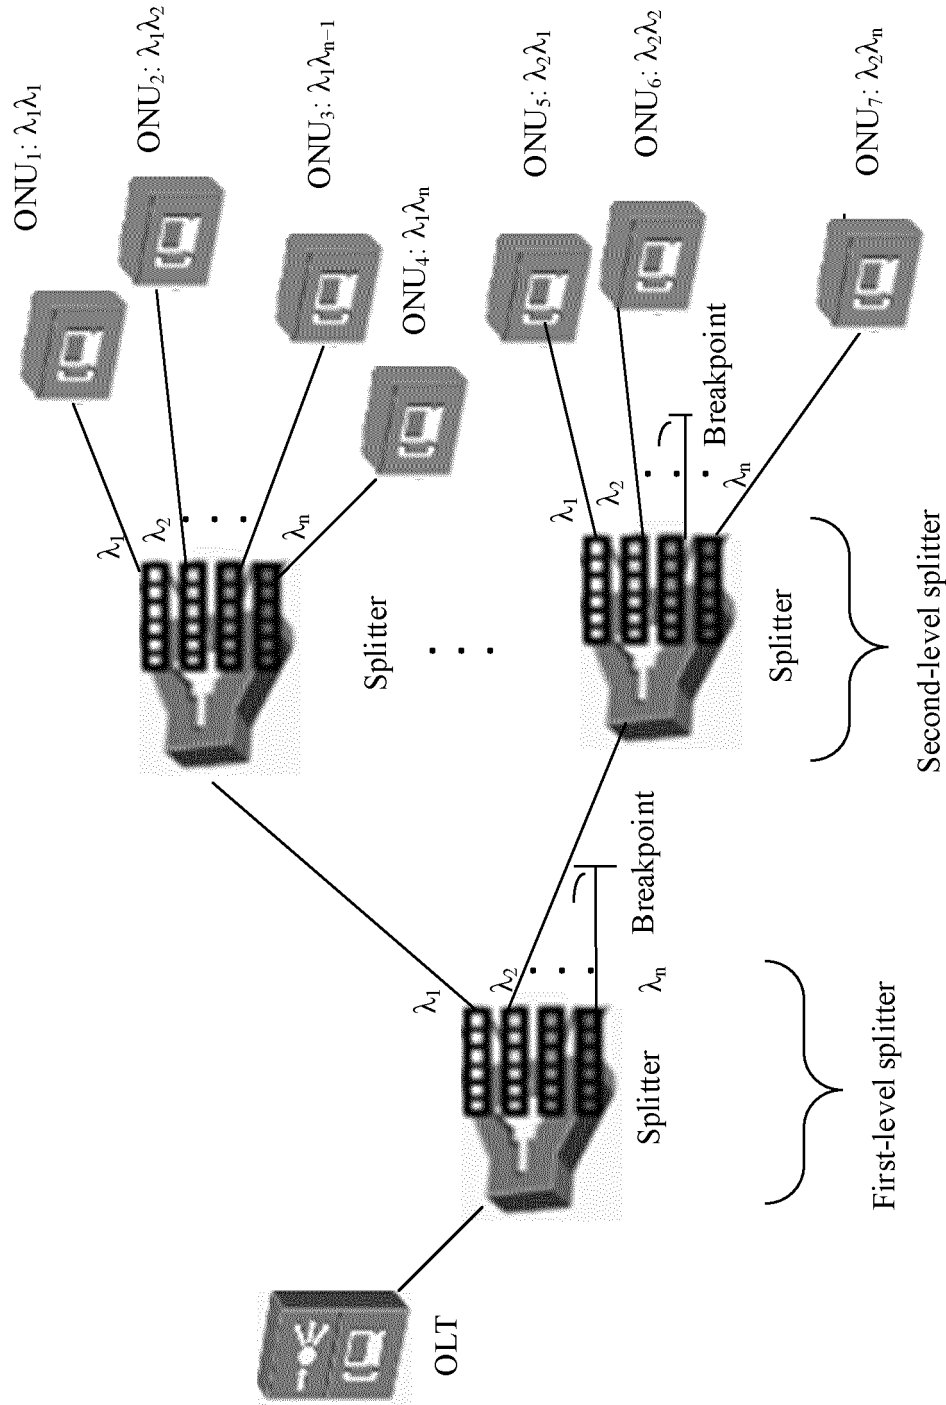 ONU₁: λ₁λ₁
ONU₂: λ₁λ₂
ONU₃: λ₁λₙ₋₁
ONU₄: λ₁λₙ
ONU₅: λ₂λ₁
ONU₆: λ₂λ₂
ONU₇: λ₂λₙ
λ₁
λ₂
λₙ
Splitter
λ₁
λ₂
λₙ
Breakpoint
Splitter
Second-level splitter
λ₁
λ₂
λₙ
Breakpoint
Splitter
First-level splitter
OLT